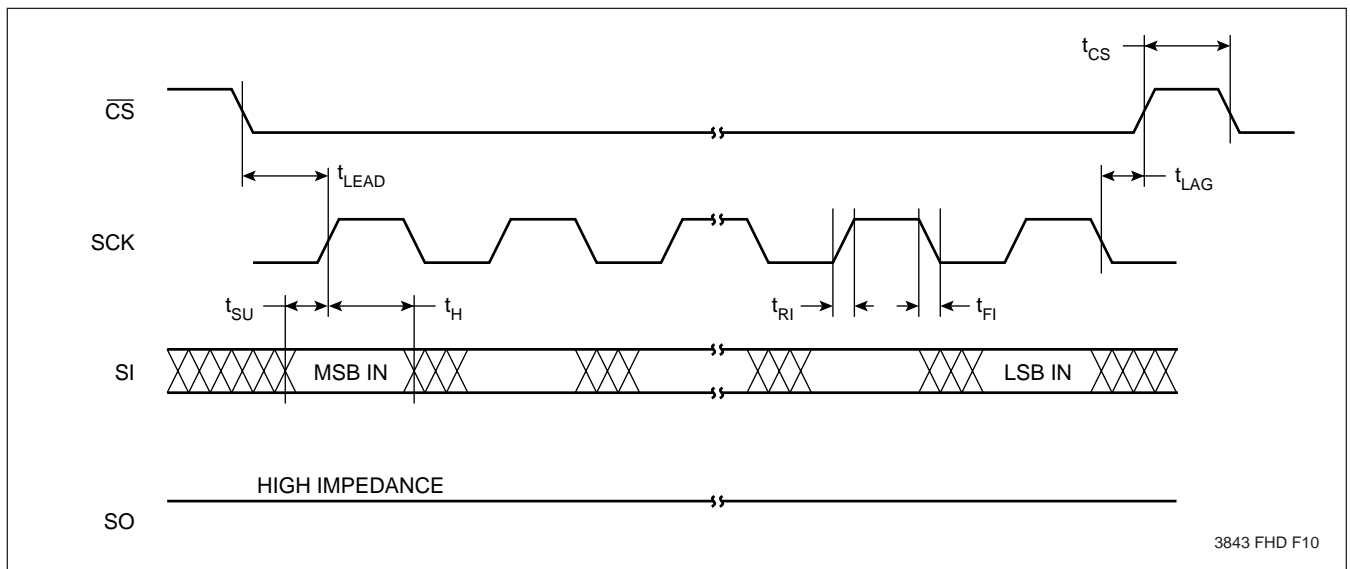 tCS
C̅S̅
tLEAD
tLAG
SCK
tSU
tH
tRI
tFI
SI
MSB IN
LSB IN
HIGH IMPEDANCE
SO
3843 FHD F10